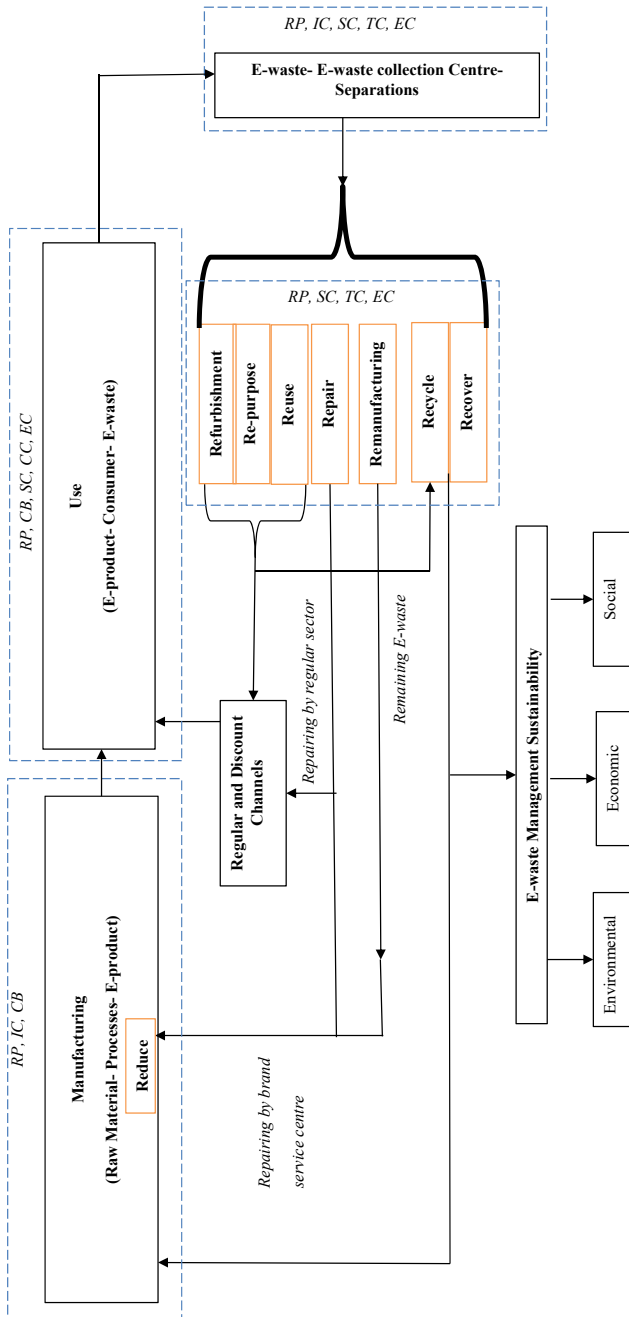 RP, IC, SC, TC, EC
E-waste- E-waste collection Centre-
Separations
RP, CB, SC, CC, EC
Use
(E-product- Consumer- E-waste)
RP, SC, TC, EC
Refurbishment
Re-purpose
Reuse
Repair
Remanufacturing
Recycle
Recover
RP, IC, CB
Manufacturing
(Raw Material- Processes- E-product)
Reduce
Regular and Discount
Channels
Repairing by regular sector
Remaining E-waste
Repairing by brand
service centre
E-waste Management Sustainability
Environmental
Economic
Social